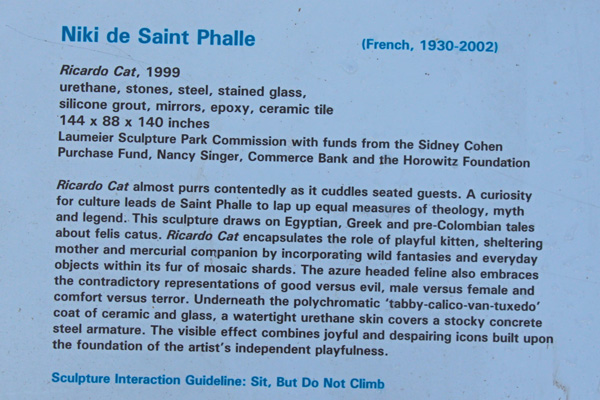 Niki de Saint Phalle (French, 1930-2002)
Ricardo Cat, 1999
urethane, stones, steel, stained glass,
silicone grout, mirrors, epoxy, ceramic tile
144 x 88 x 140 inches
Laumeier Sculpture Park Commission with funds from the Sidney Cohen
Purchase Fund, Nancy Singer, Commerce Bank and the Horowitz Foundation
Ricardo Cat almost purrs contentedly as it cuddles seated guests. A curiosity
for culture leads de Saint Phalle to lap up equal measures of theology, myth
and legend. This sculpture draws on Egyptian, Greek and pre-Colombian tales
about felis catus. Ricardo Cat encapsulates the role of playful kitten, sheltering
mother and mercurial companion by incorporating wild fantasies and everyday
objects within its fur of mosaic shards. The azure headed feline also embraces
the contradictory representations of good versus evil, male versus female and
comfort versus terror. Underneath the polychromatic 'tabby-calico-van-tuxedo'
coat of ceramic and glass, a watertight urethane skin covers a stocky concrete
steel armature. The visible effect combines joyful and despairing icons built upon
the foundation of the artist's independent playfulness.
Sculpture Interaction Guideline: Sit, But Do Not Climb